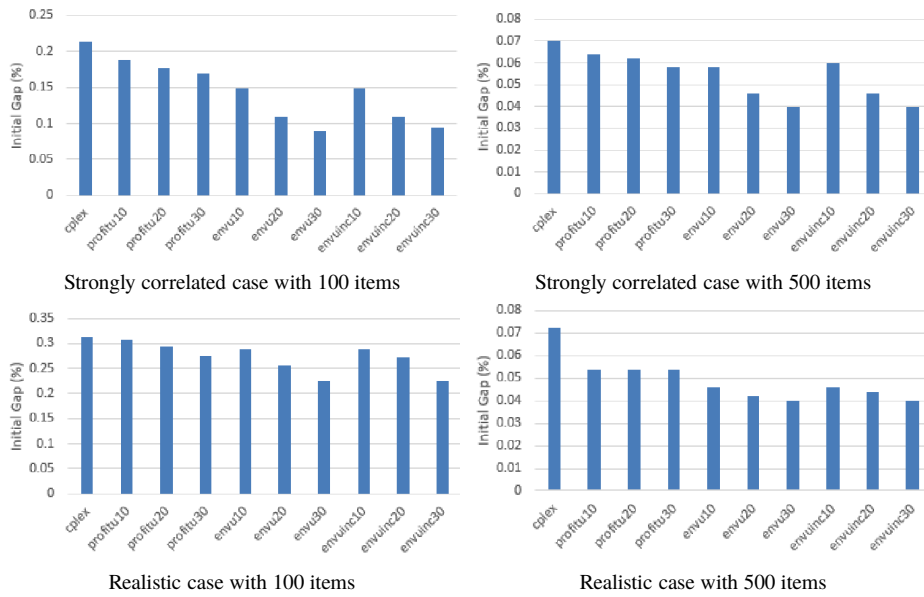 0.25
0.2
0.15
0.1
0.05
0
Initial Gap (%)
cplex
profitu10
profitu20
profitu30
envu10
envu20
envu30
envuinc10
envuinc20
envuinc30
Strongly correlated case with 100 items
0.08
0.07
0.06
0.05
0.04
0.03
0.02
0.01
0
Initial Gap (%)
cplex
profitu10
profitu20
profitu30
envu10
envu20
envu30
envuinc10
envuinc20
envuinc30
Strongly correlated case with 500 items
0.35
0.3
0.25
0.2
0.15
0.1
0.05
0
Initial Gap (%)
cplex
profitu10
profitu20
profitu30
envu10
envu20
envu30
envuinc10
envuinc20
envuinc30
Realistic case with 100 items
0.08
0.07
0.06
0.05
0.04
0.03
0.02
0.01
0
Initial Gap (%)
cplex
profitu10
profitu20
profitu30
envu10
envu20
envu30
envuinc10
envuinc20
envuinc30
Realistic case with 500 items